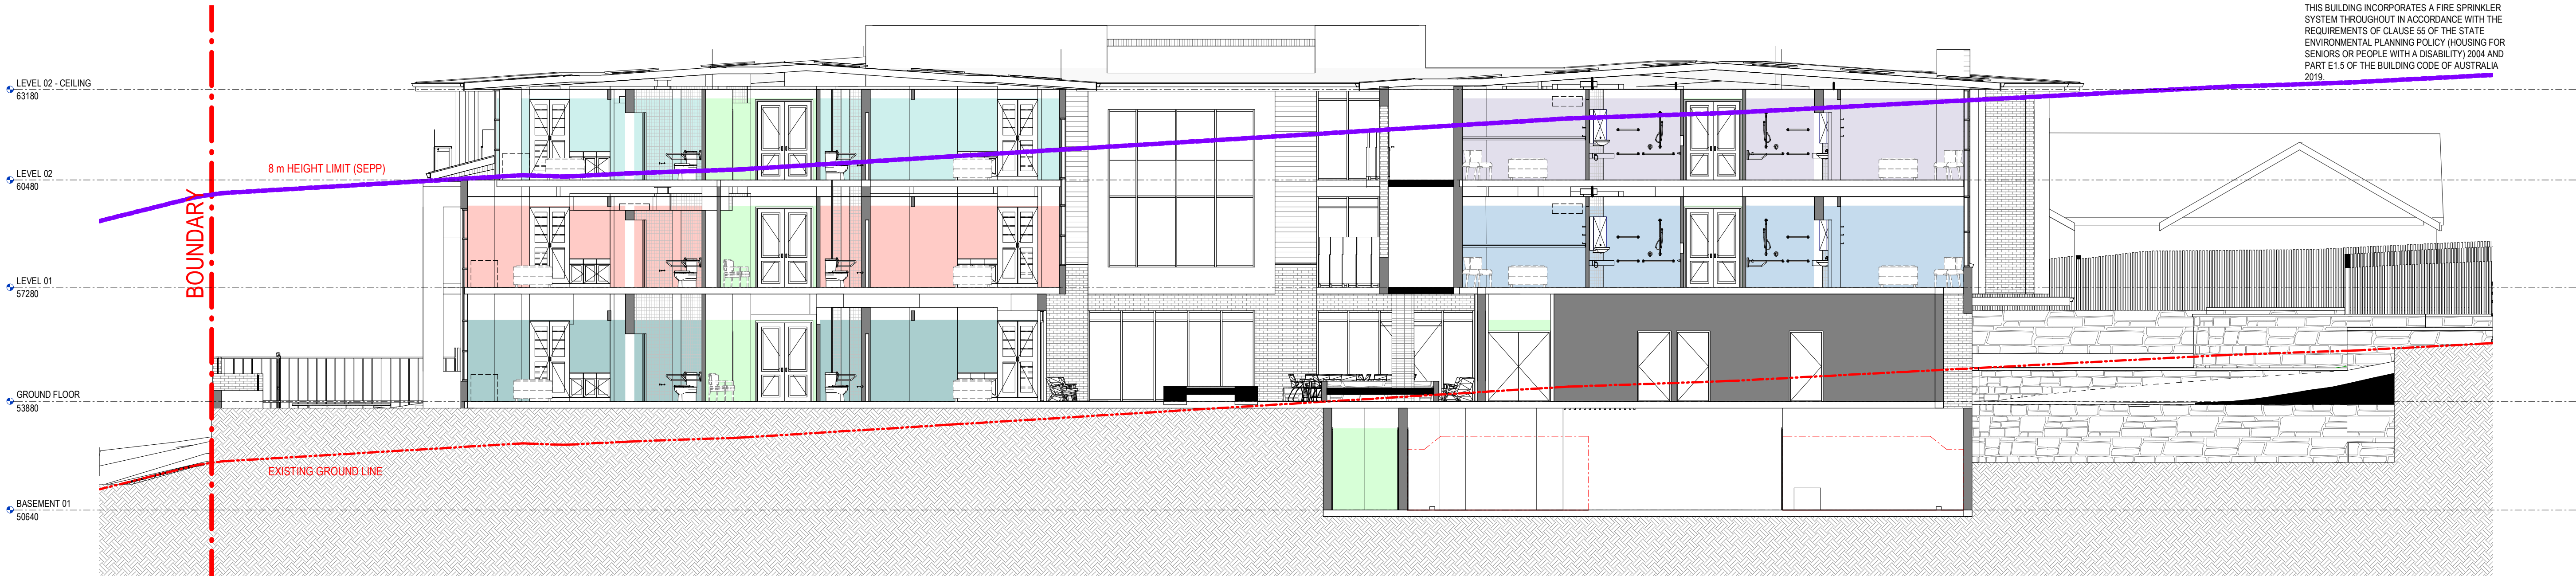 THIS BUILDING INCORPORATES A FIRE SPRINKLER
SYSTEM THROUGHOUT IN ACCORDANCE WITH THE
REQUIREMENTS OF CLAUSE 55 OF THE STATE
ENVIRONMENTAL PLANNING POLICY (HOUSING FOR
SENIORS OR PEOPLE WITH A DISABILITY) 2004 AND
PART E1.5 OF THE BUILDING CODE OF AUSTRALIA
2019.
LEVEL 02 - CEILING
63180
8 m HEIGHT LIMIT (SEPP)
LEVEL 02
60480
BOUNDARY
LEVEL 01
57280
GROUND FLOOR
53880
EXISTING GROUND LINE
BASEMENT 01
50640